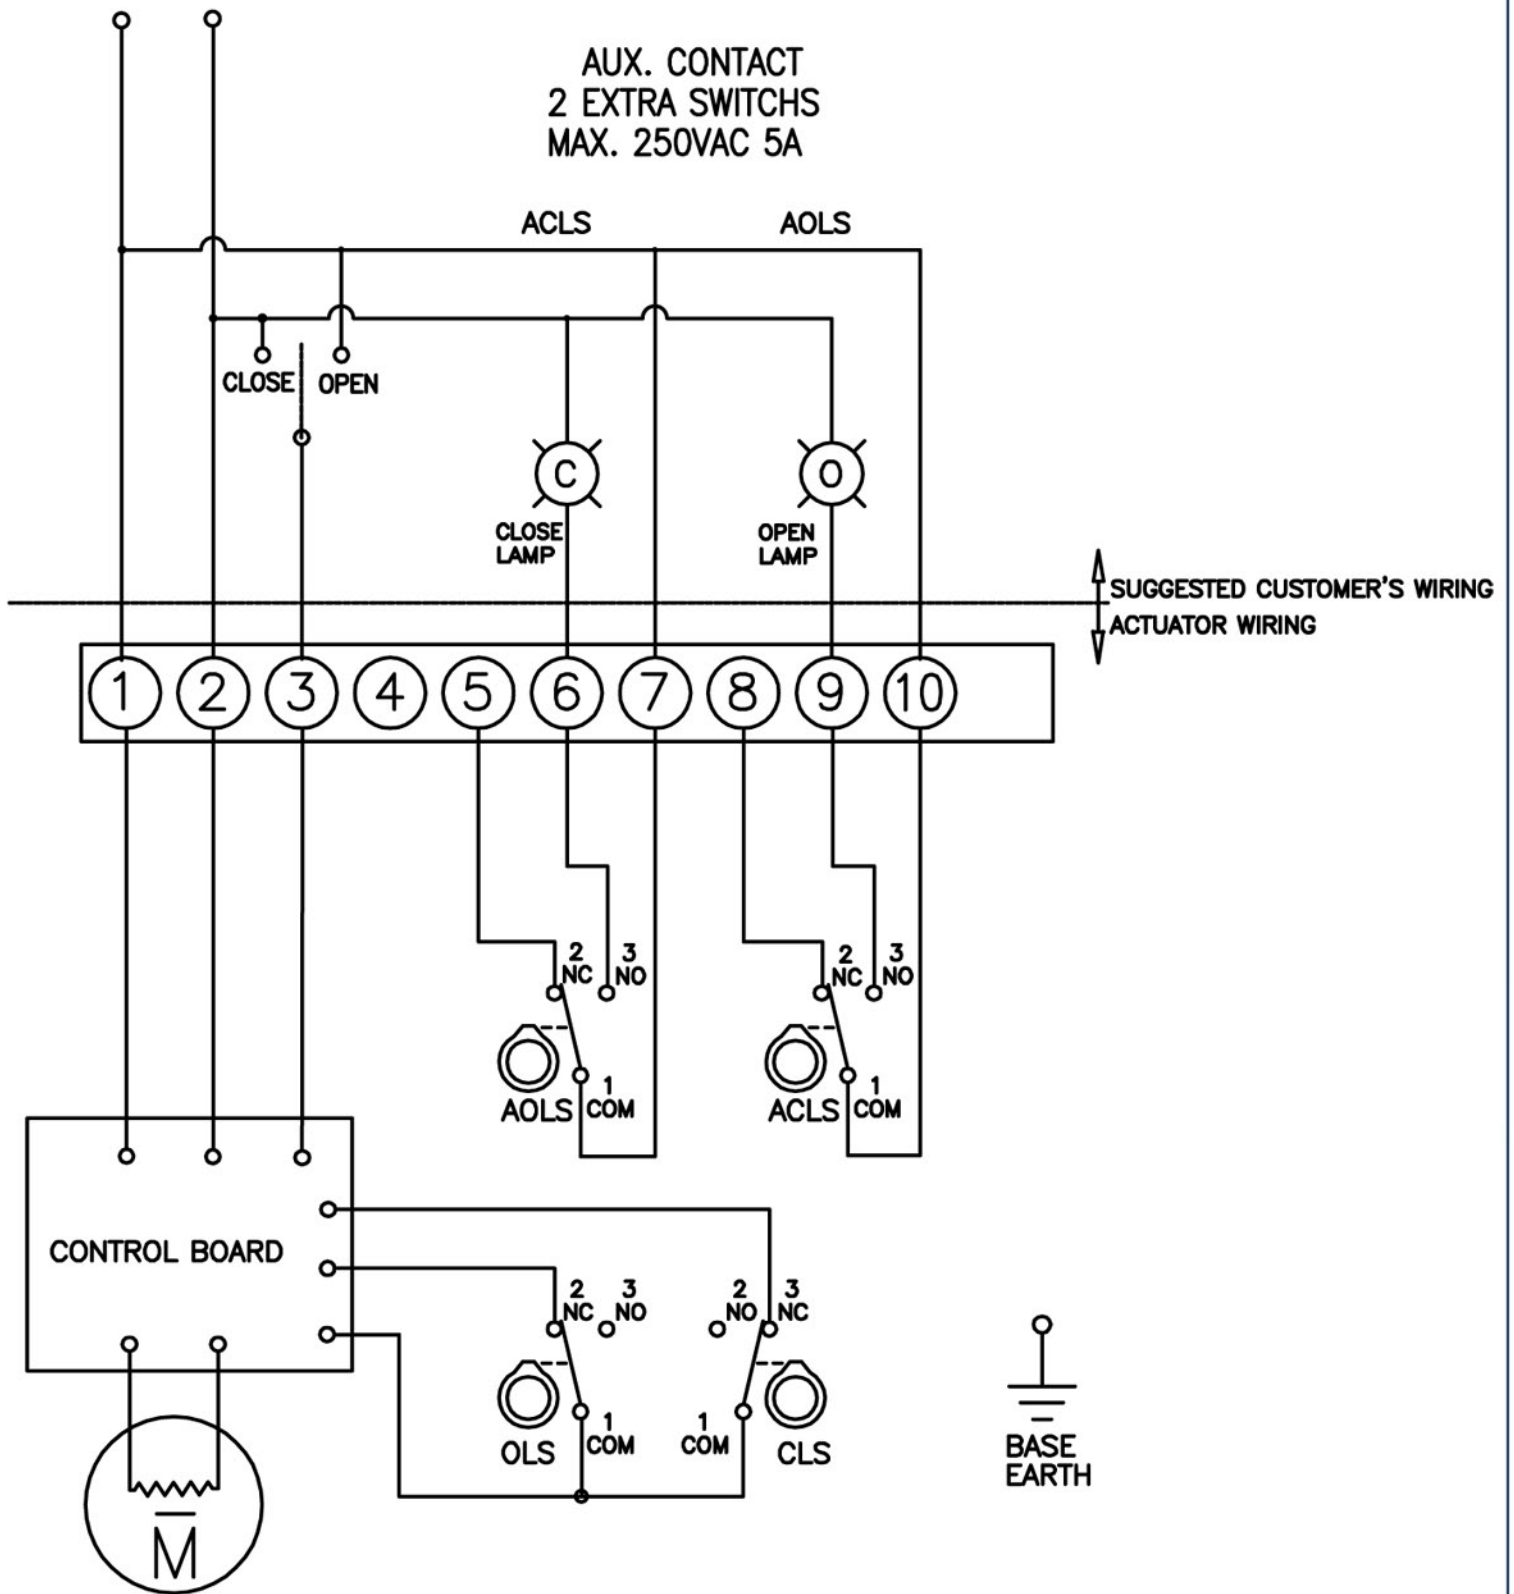 AUX. CONTACT
2 EXTRA SWITCHS
MAX. 250VAC 5A
ACLS
AOLS
CLOSE
OPEN
C
O
CLOSE
LAMP
OPEN
LAMP
SUGGESTED CUSTOMER'S WIRING
ACTUATOR WIRING
1 2 3 4 5 6 7 8 9 10
2
NC
3
NO
2
NC
3
NO
AOLS
1
COM
ACLS
1
COM
CONTROL BOARD
2
NC
3
NO
2
NO
3
NC
OLS
1
COM
1
COM
CLS
BASE
EARTH
M